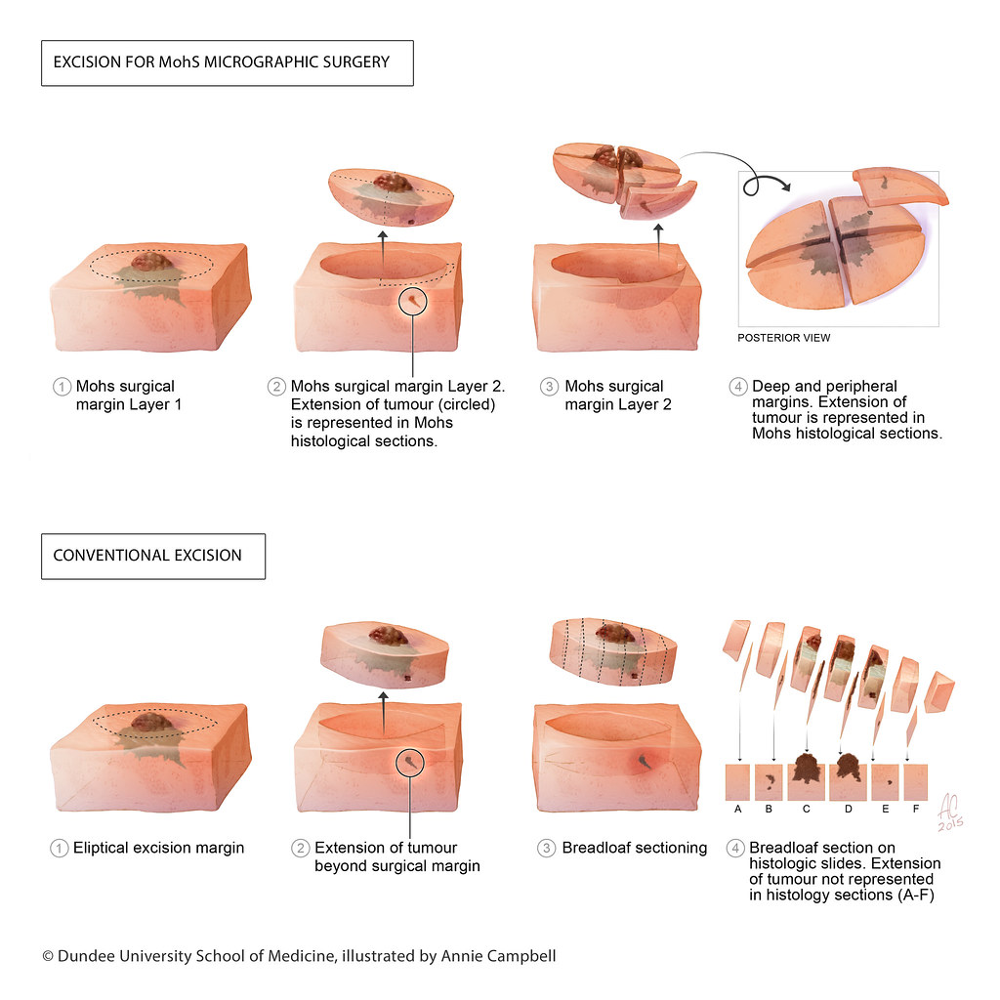 EXCISION FOR MohS MICROGRAPHIC SURGERY
POSTERIOR VIEW
1 Mohs surgical
margin Layer 1
2 Mohs surgical margin Layer 2.
Extension of tumour (circled)
is represented in Mohs
histological sections.
3 Mohs surgical
margin Layer 2
4 Deep and peripheral
margins. Extension of
tumour is represented in
Mohs histological sections.
CONVENTIONAL EXCISION
A B C D E F
AC
2015
1 Eliptical excision margin
2 Extension of tumour
beyond surgical margin
3 Breadloaf sectioning
4 Breadloaf section on
histologic slides. Extension
of tumour not represented
in histology sections (A-F)
© Dundee University School of Medicine, illustrated by Annie Campbell